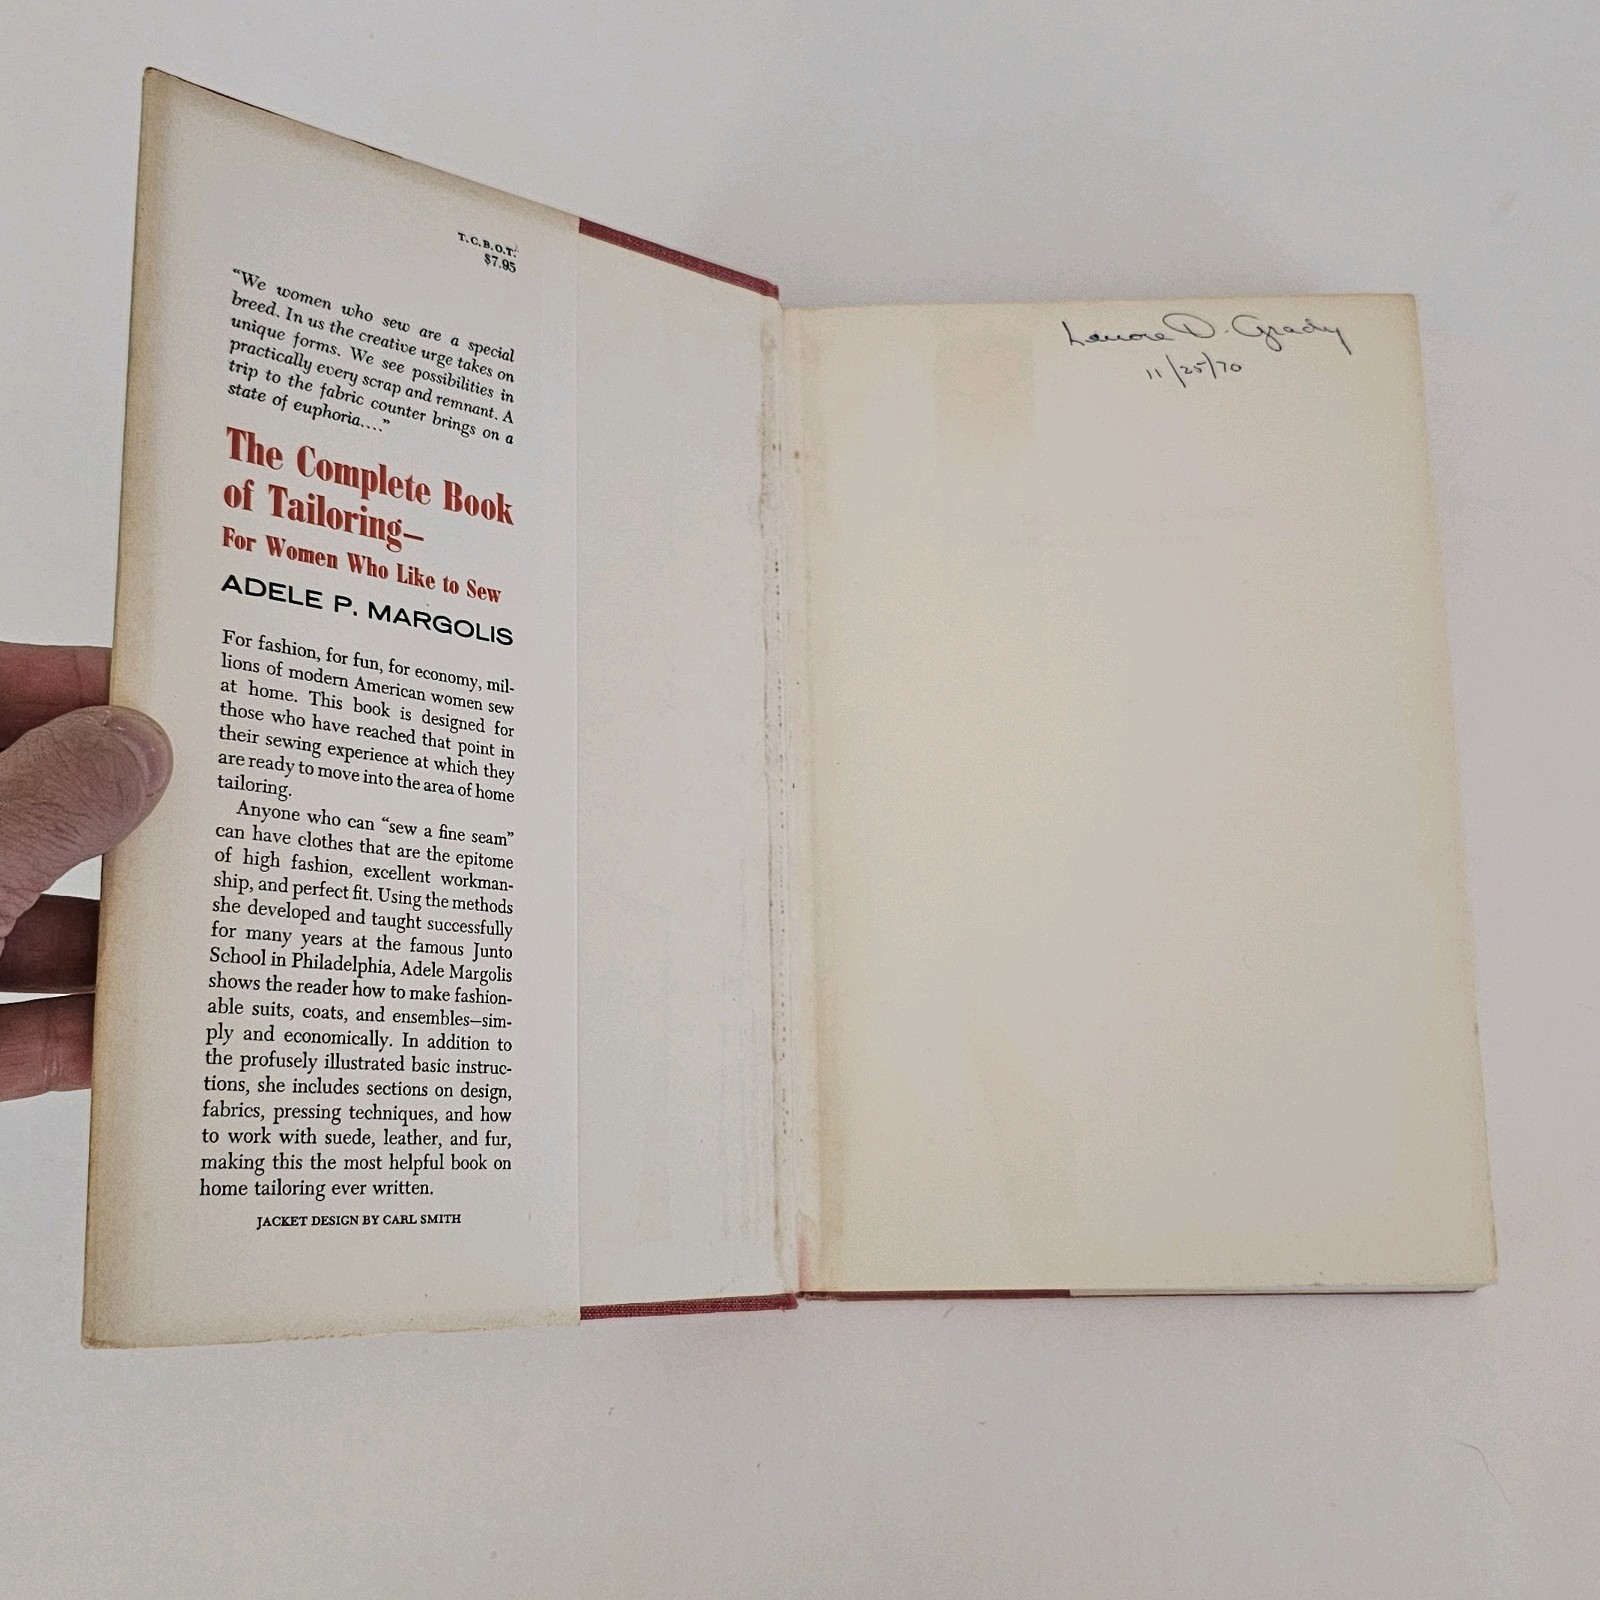 T.C.B.O.T.
$7.95
“We women who sew are a special
breed. In us the creative urge takes on
unique forms. We see possibilities in
practically every scrap and remnant. A
trip to the fabric counter brings on a
state of euphoria....”
The Complete Book
of Tailoring—
For Women Who Like to Sew
ADELE P. MARGOLIS
For fashion, for fun, for economy, mil-
lions of modern American women sew
at home. This book is designed for
those who have reached that point in
their sewing experience at which they
are ready to move into the area of home
tailoring.
Anyone who can “sew a fine seam”
can have clothes that are the epitome
of high fashion, excellent workman-
ship, and perfect fit. Using the methods
she developed and taught successfully
for many years at the famous Junto
School in Philadelphia, Adele Margolis
shows the reader how to make fashion-
able suits, coats, and ensembles—sim-
ply and economically. In addition to
the profusely illustrated basic instruc-
tions, she includes sections on design,
fabrics, pressing techniques, and how
to work with suede, leather, and fur,
making this the most helpful book on
home tailoring ever written.
JACKET DESIGN BY CARL SMITH
Lenore D. Grady
11/25/70